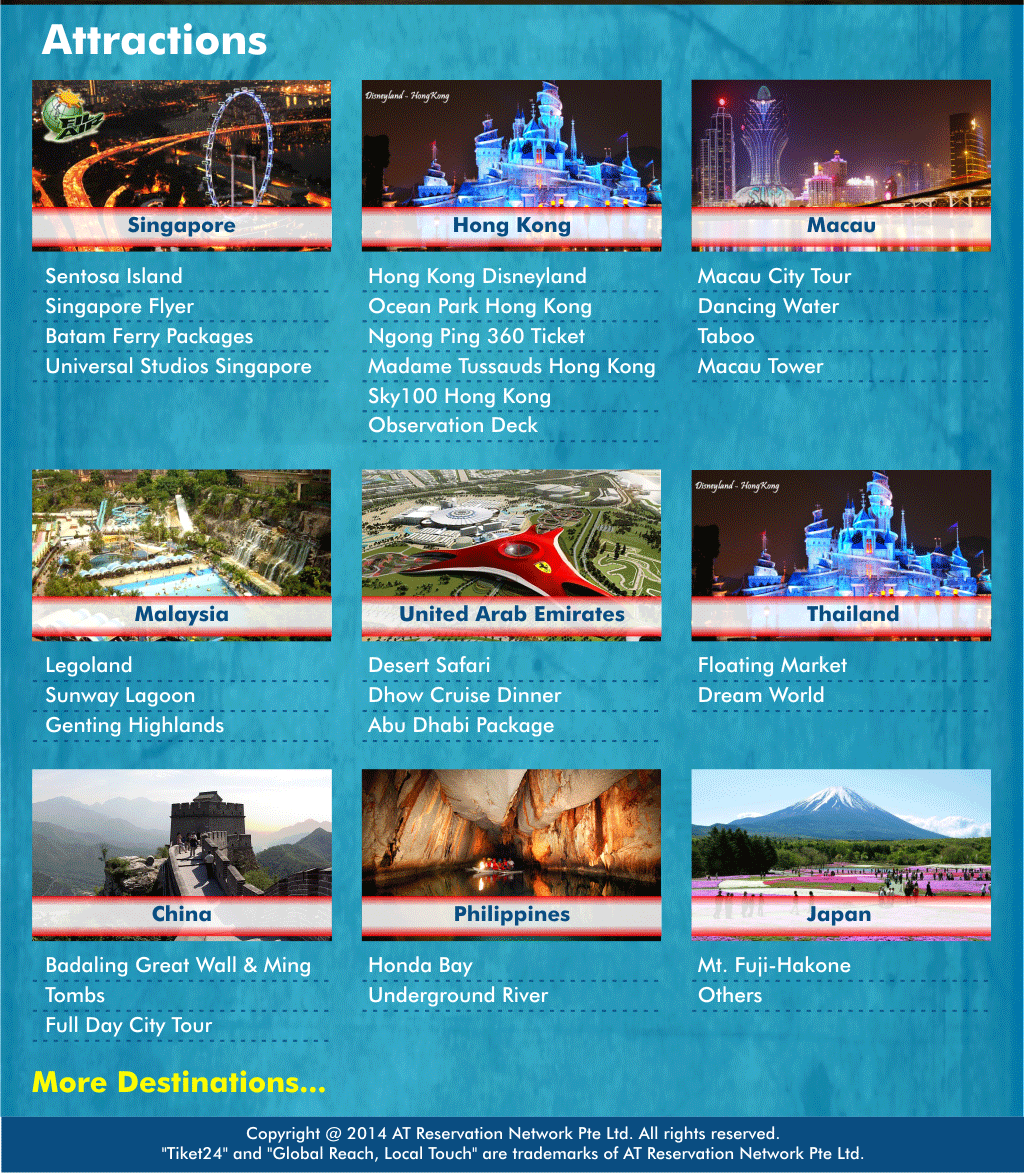 Attractions
FLY
AIR
Disneyland - HongKong
Singapore
Hong Kong
Macau
Sentosa Island
Singapore Flyer
Batam Ferry Packages
Universal Studios Singapore
Hong Kong Disneyland
Ocean Park Hong Kong
Ngong Ping 360 Ticket
Madame Tussauds Hong Kong
Sky100 Hong Kong
Observation Deck
Macau City Tour
Dancing Water
Taboo
Macau Tower
Disneyland - HongKong
Malaysia
United Arab Emirates
Thailand
Legoland
Sunway Lagoon
Genting Highlands
Desert Safari
Dhow Cruise Dinner
Abu Dhabi Package
Floating Market
Dream World
China
Philippines
Japan
Badaling Great Wall & Ming
Tombs
Full Day City Tour
Honda Bay
Underground River
Mt. Fuji-Hakone
Others
More Destinations...
Copyright @ 2014 AT Reservation Network Pte Ltd. All rights reserved.
"Tiket24" and "Global Reach, Local Touch" are trademarks of AT Reservation Network Pte Ltd.